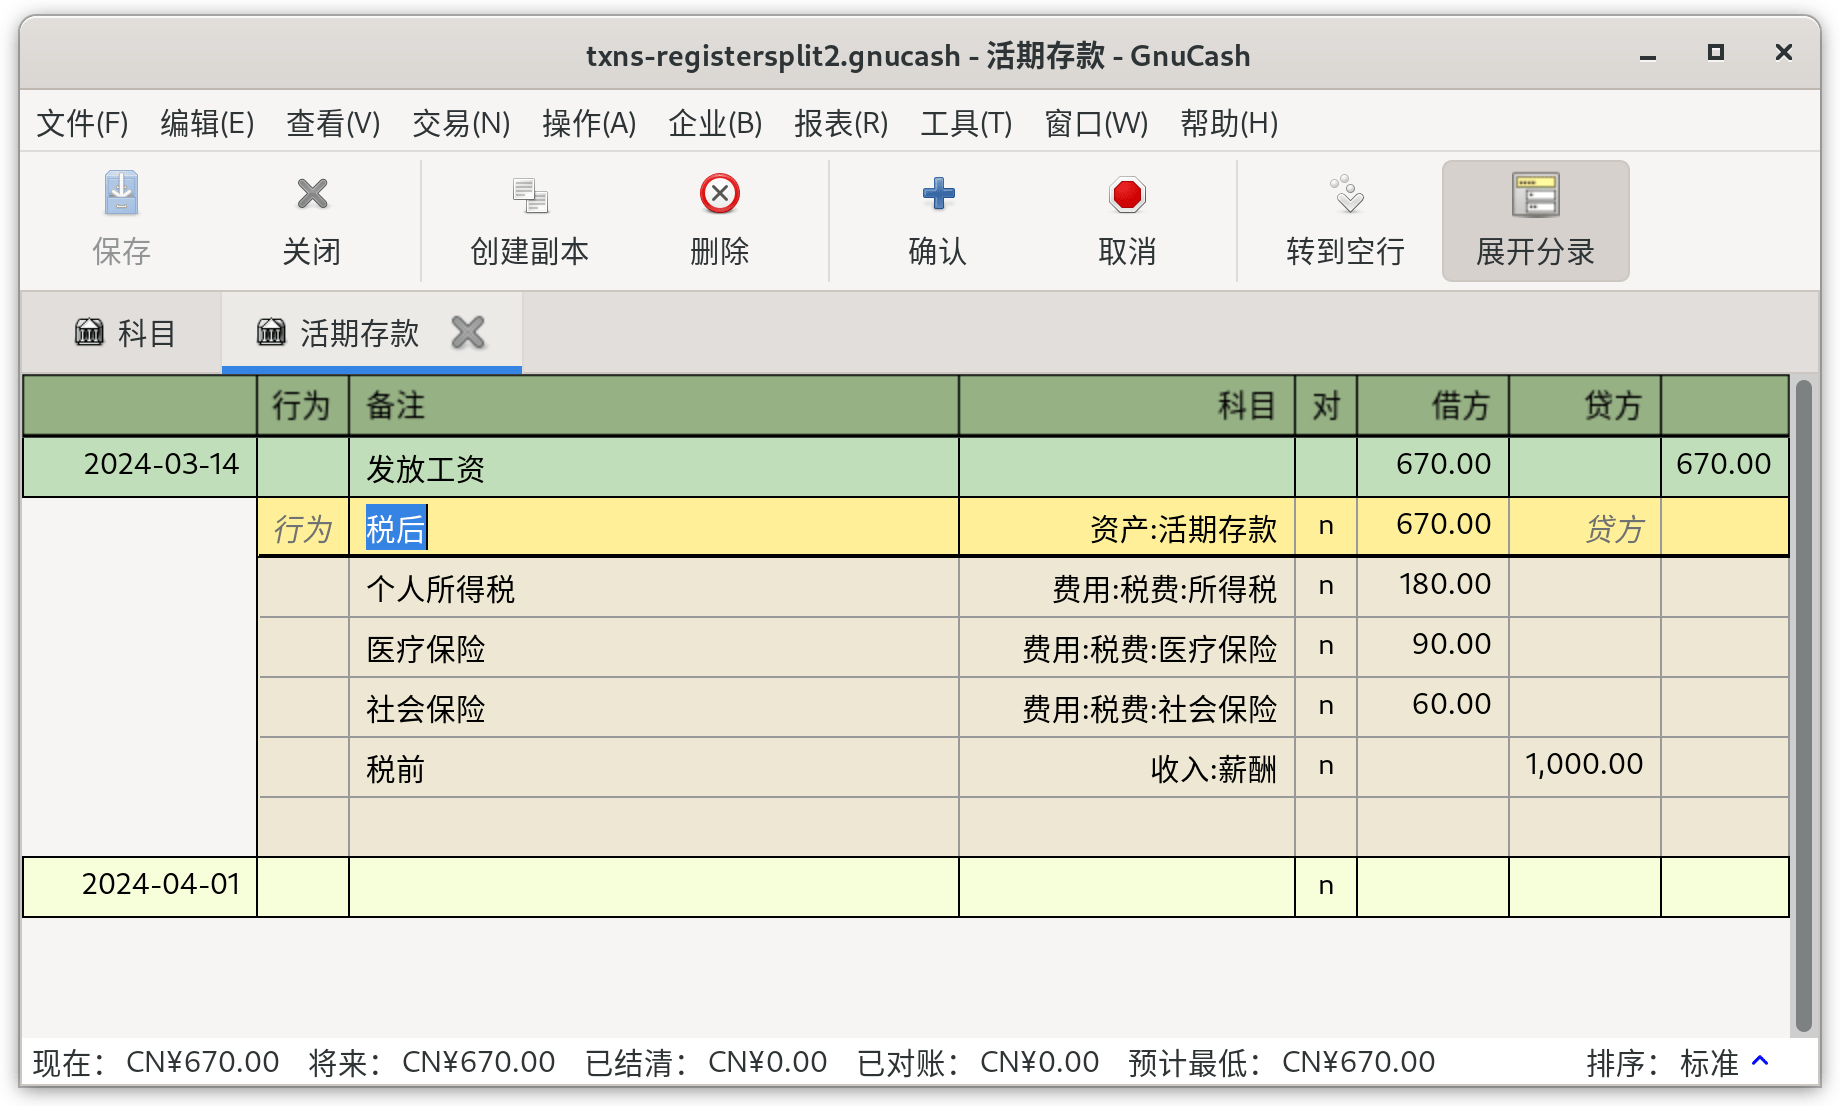 txns-registersplit2.gnucash - 活期存款 - GnuCash
文件(F) 编辑(E) 查看(V) 交易(N) 操作(A) 企业(B) 报表(R) 工具(T) 窗口(W) 帮助(H)
保存 关闭 创建副本 删除 确认 取消 转到空行 展开分录
科目 活期存款
行为 备注 科目 对 借方 贷方
2024-03-14 发放工资 670.00 670.00
行为 税后 资产:活期存款 n 670.00 贷方
个人所得税 费用:税费:所得税 n 180.00
医疗保险 费用:税费:医疗保险 n 90.00
社会保险 费用:税费:社会保险 n 60.00
税前 收入:薪酬 n 1,000.00
2024-04-01 n
现在: CN¥670.00 将来: CN¥670.00 已结清: CN¥0.00 已对账: CN¥0.00 预计最低: CN¥670.00 排序: 标准